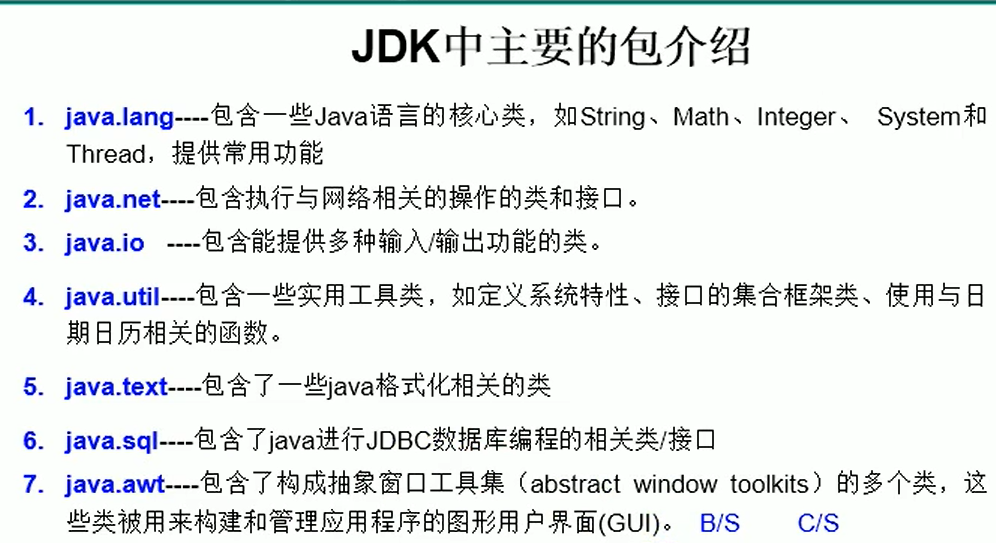 JDK中主要的包介绍
1. java.lang----包含一些Java语言的核心类，如String、Math、Integer、 System和
Thread，提供常用功能
2. java.net----包含执行与网络相关的操作的类和接口。
3. java.io ----包含能提供多种输入/输出功能的类。
4. java.util----包含一些实用工具类，如定义系统特性、接口的集合框架类、使用与日
期日历相关的函数。
5. java.text----包含了一些java格式化相关的类
6. java.sql----包含了java进行JDBC数据库编程的相关类/接口
7. java.awt----包含了构成抽象窗口工具集（abstract window toolkits）的多个类，这
些类被用来构建和管理应用程序的图形用户界面(GUI)。 B/S C/S